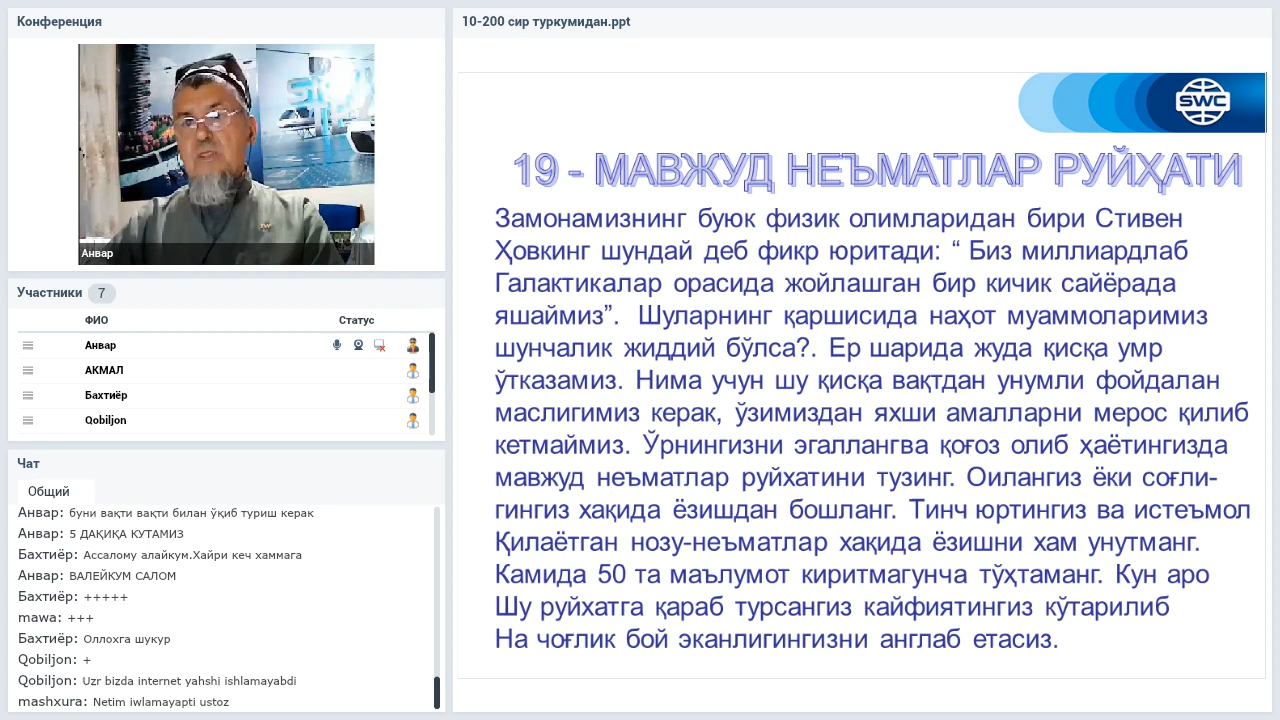 Конференция
Анвар
Участники 7
ФИО Статус
Анвар
АКМАЛ
Бахтиёр
Qobiljon
Чат
Общий
Анвар: буни вақти вақти билан ўқиб туриш керак
Анвар: 5 ДАҚИҚА КУТАМИЗ
Бахтиёр: Ассалому алайкум.Хайри кеч хаммага
Анвар: ВАЛЕЙКУМ САЛОМ
Бахтиёр: +++++
mawa: +++
Бахтиёр: Оллохга шукур
Qobiljon: +
Qobiljon: Uzr bizda internet yahshi ishlamayabdi
mashxura: Netim iwlamayapti ustoz
10-200 сир туркумидан.ppt
SWC
19 - МАВЖУД НЕЪМАТЛАР РУЙҲАТИ
Замонамизнинг буюк физик олимларидан бири Стивен
Ҳовкинг шундай деб фикр юритади: “ Биз миллиардлаб
Галактикалар орасида жойлашган бир кичик сайёрада
яшаймиз”. Шуларнинг қаршисида наҳот муаммоларимиз
шунчалик жиддий бўлса?. Ер шарида жуда қисқа умр
ўтказамиз. Нима учун шу қисқа вақтдан унумли фойдалан
маслигимиз керак, ўзимиздан яхши амалларни мерос қилиб
кетмаймиз. Ўрнингизни эгаллангва қоғоз олиб ҳаётингизда
мавжуд неъматлар руйхатини тузинг. Оилангиз ёки соғли-
гингиз хақида ёзишдан бошланг. Тинч юртингиз ва истеъмол
Қилаётган нозу-неъматлар хақида ёзишни хам унутманг.
Камида 50 та маълумот киритмагунча тўҳтаманг. Кун аро
Шу руйхатга қараб турсангиз кайфиятингиз кўтарилиб
На чоғлик бой эканлигингизни англаб етасиз.